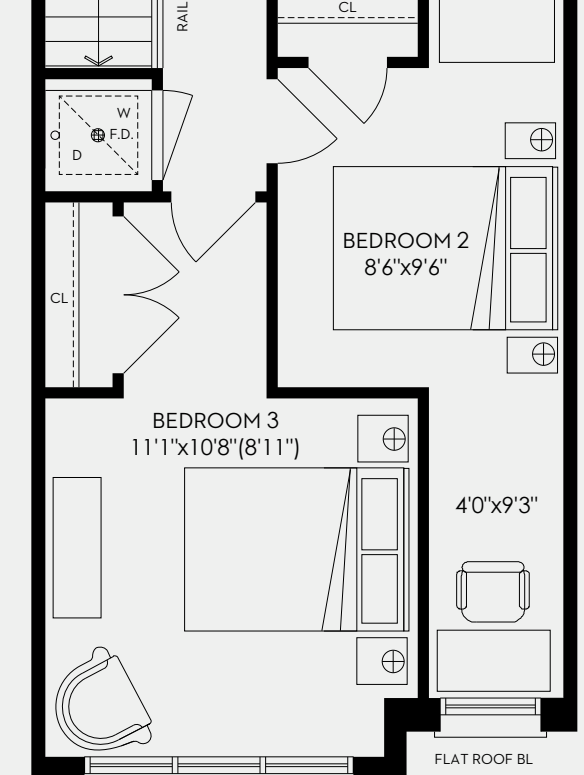 CL
RAIL
W
F.D.
D
BEDROOM 2
8'6"x9'6"
CL
BEDROOM 3
11'1"x10'8"(8'11")
4'0"x9'3"
FLAT ROOF BL